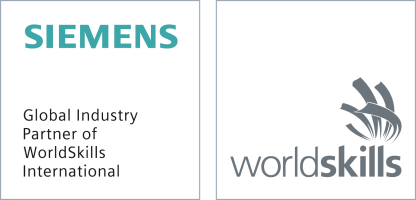 SIEMENS
Global Industry
Partner of
WorldSkills
International
worldskills